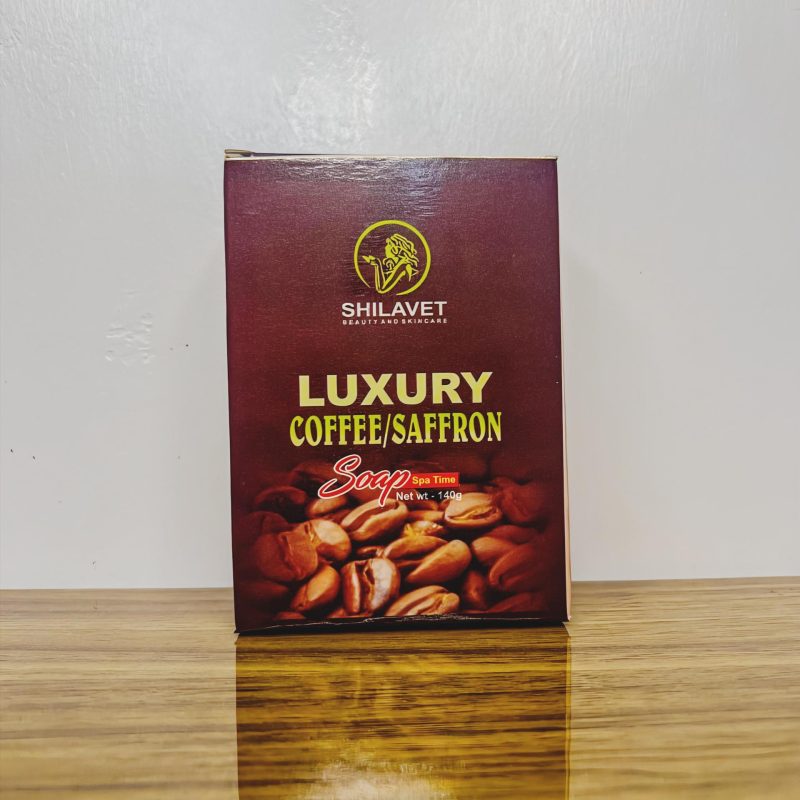 SHILAVET
BEAUTY AND SKINCARE
LUXURY
COFFEE/SAFFRON
Soap Spa Time
Net wt - 140g